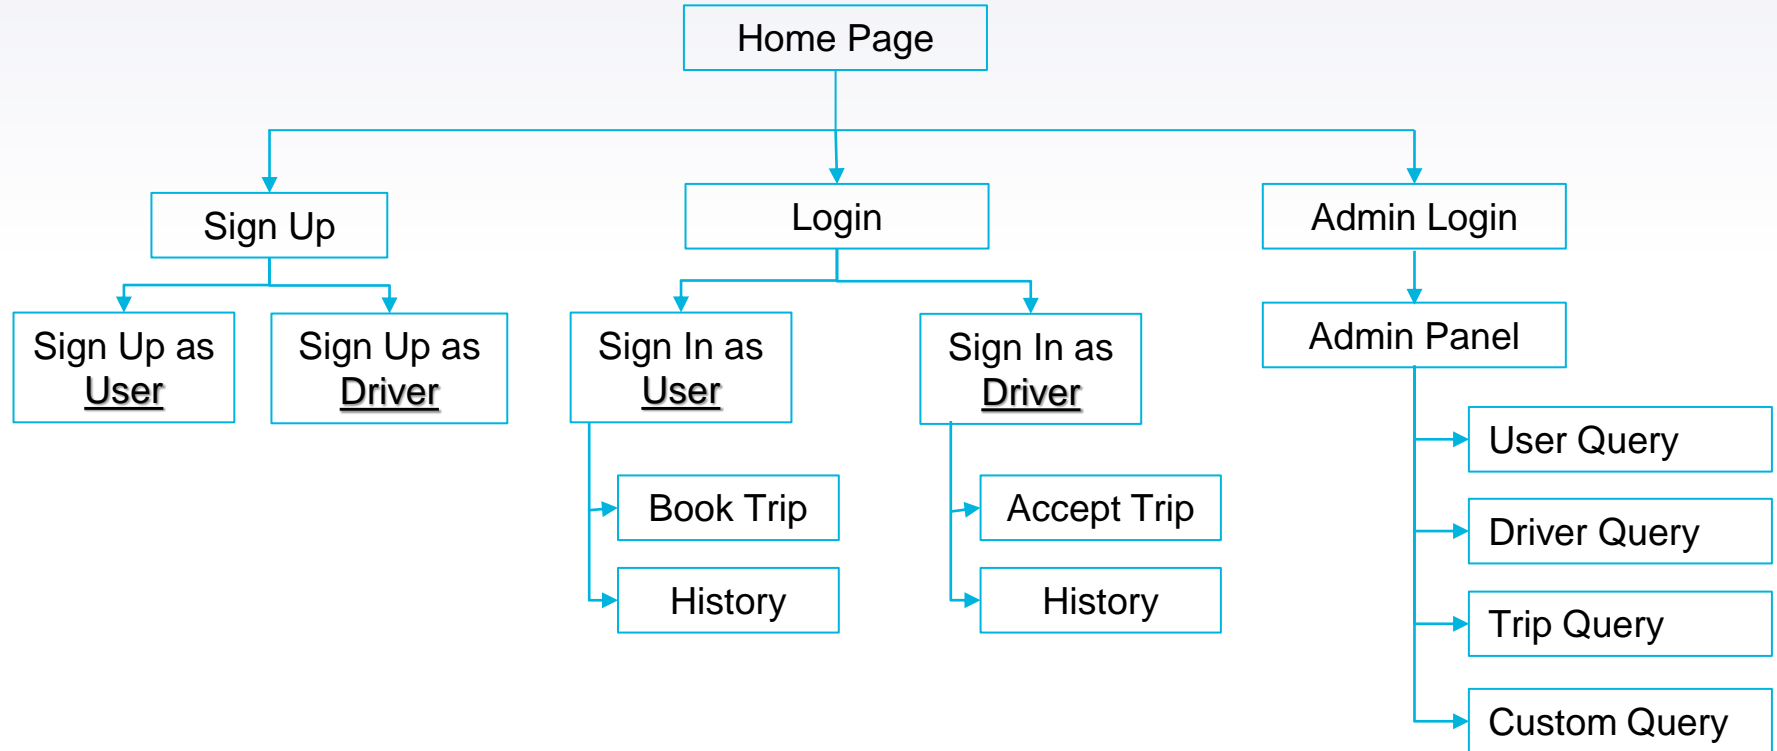 Home Page
Sign Up
Login
Admin Login
Sign Up as
User
Sign Up as
Driver
Sign In as
User
Sign In as
Driver
Admin Panel
Book Trip
History
Accept Trip
History
User Query
Driver Query
Trip Query
Custom Query